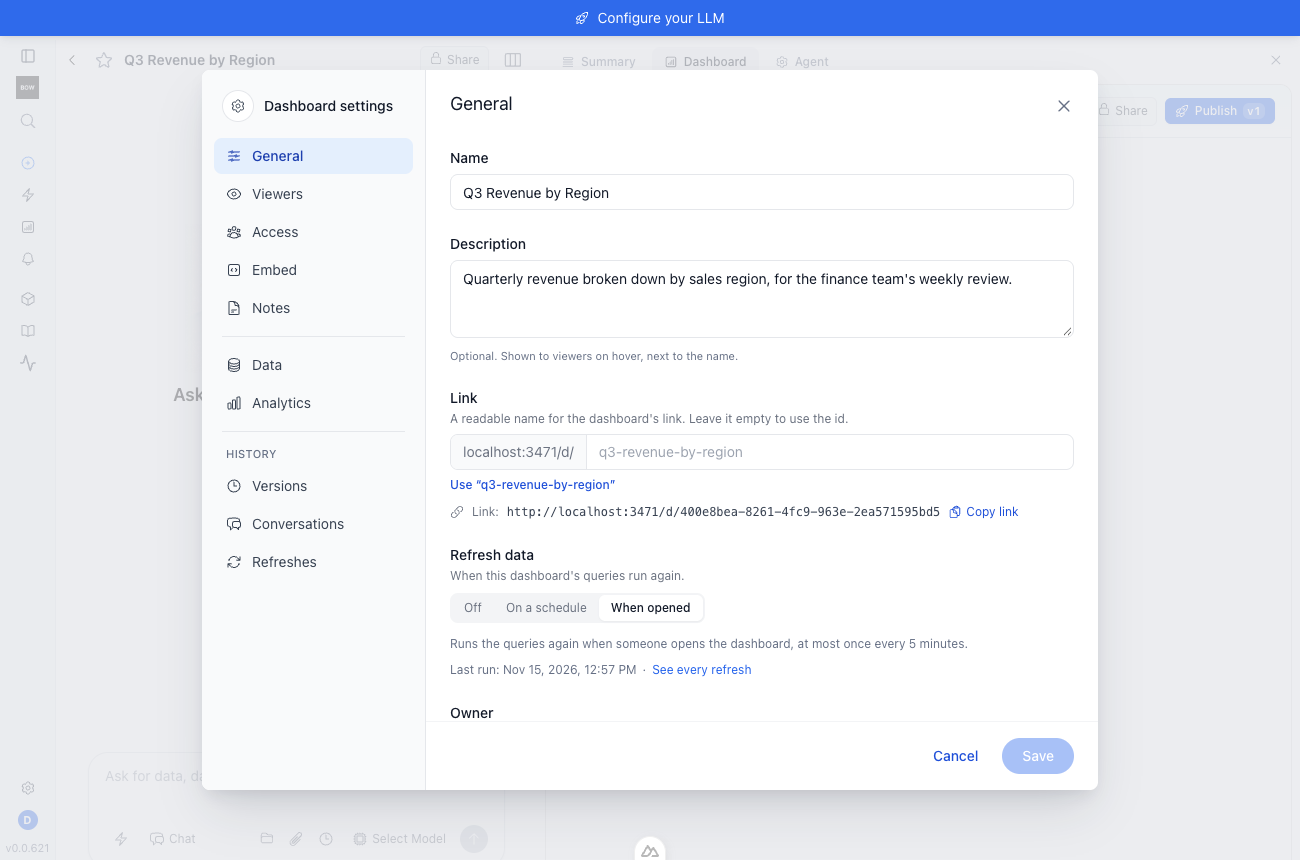 Configure your LLM
Q3 Revenue by Region
Share
Summary
Dashboard
Agent
BOW
Share
Publish v1
Dashboard settings
General
Viewers
Access
Embed
Notes
Data
Analytics
HISTORY
Versions
Conversations
Refreshes
General
Name
Q3 Revenue by Region
Description
Quarterly revenue broken down by sales region, for the finance team's weekly review.
Optional. Shown to viewers on hover, next to the name.
Link
A readable name for the dashboard's link. Leave it empty to use the id.
localhost:3471/d/ q3-revenue-by-region
Use “q3-revenue-by-region”
Link: http://localhost:3471/d/400e8bea-8261-4fc9-963e-2ea571595bd5 Copy link
Refresh data
When this dashboard's queries run again.
Off On a schedule When opened
Runs the queries again when someone opens the dashboard, at most once every 5 minutes.
Last run: Nov 15, 2026, 12:57 PM · See every refresh
Owner
Cancel Save
Ask
Ask for data, da
Chat
Select Model
D
v0.0.621